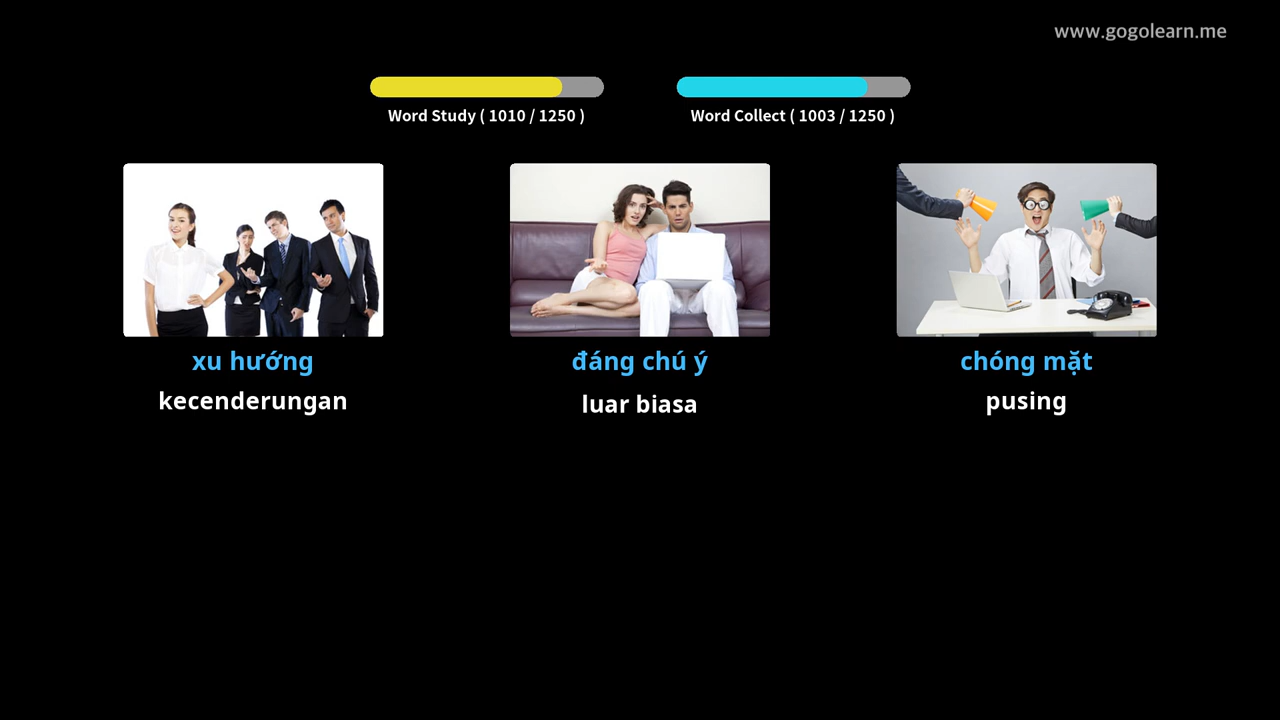 www.gogolearn.me
Word Study ( 1010 / 1250 )
Word Collect ( 1003 / 1250 )
xu hướng
kecenderungan
đáng chú ý
luar biasa
chóng mặt
pusing